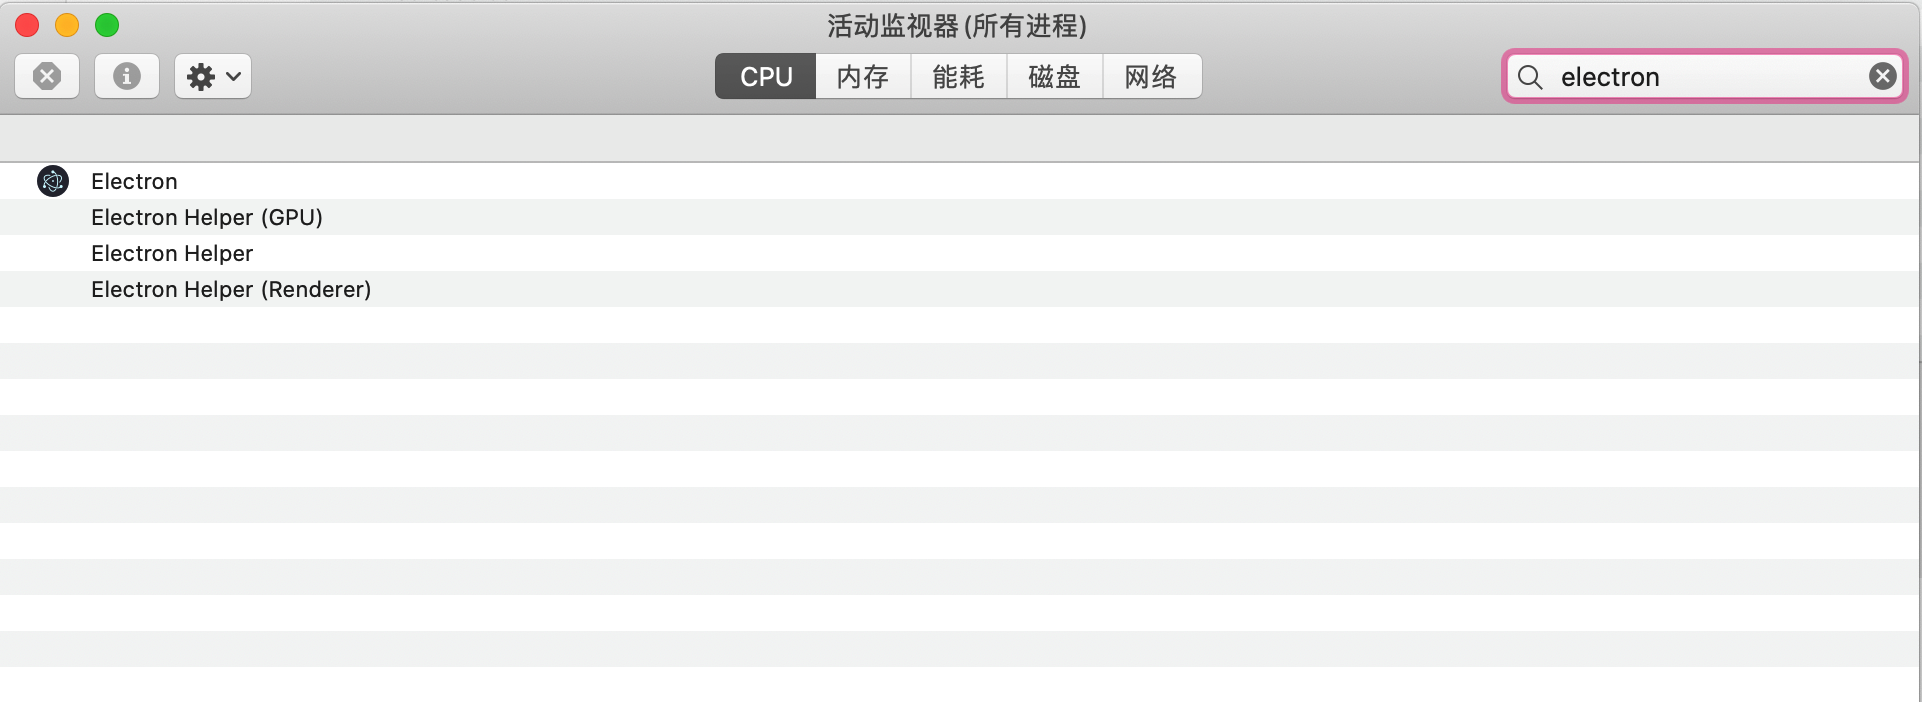 活动监视器 (所有进程)
CPU 内存 能耗 磁盘 网络
electron
Electron
Electron Helper (GPU)
Electron Helper
Electron Helper (Renderer)